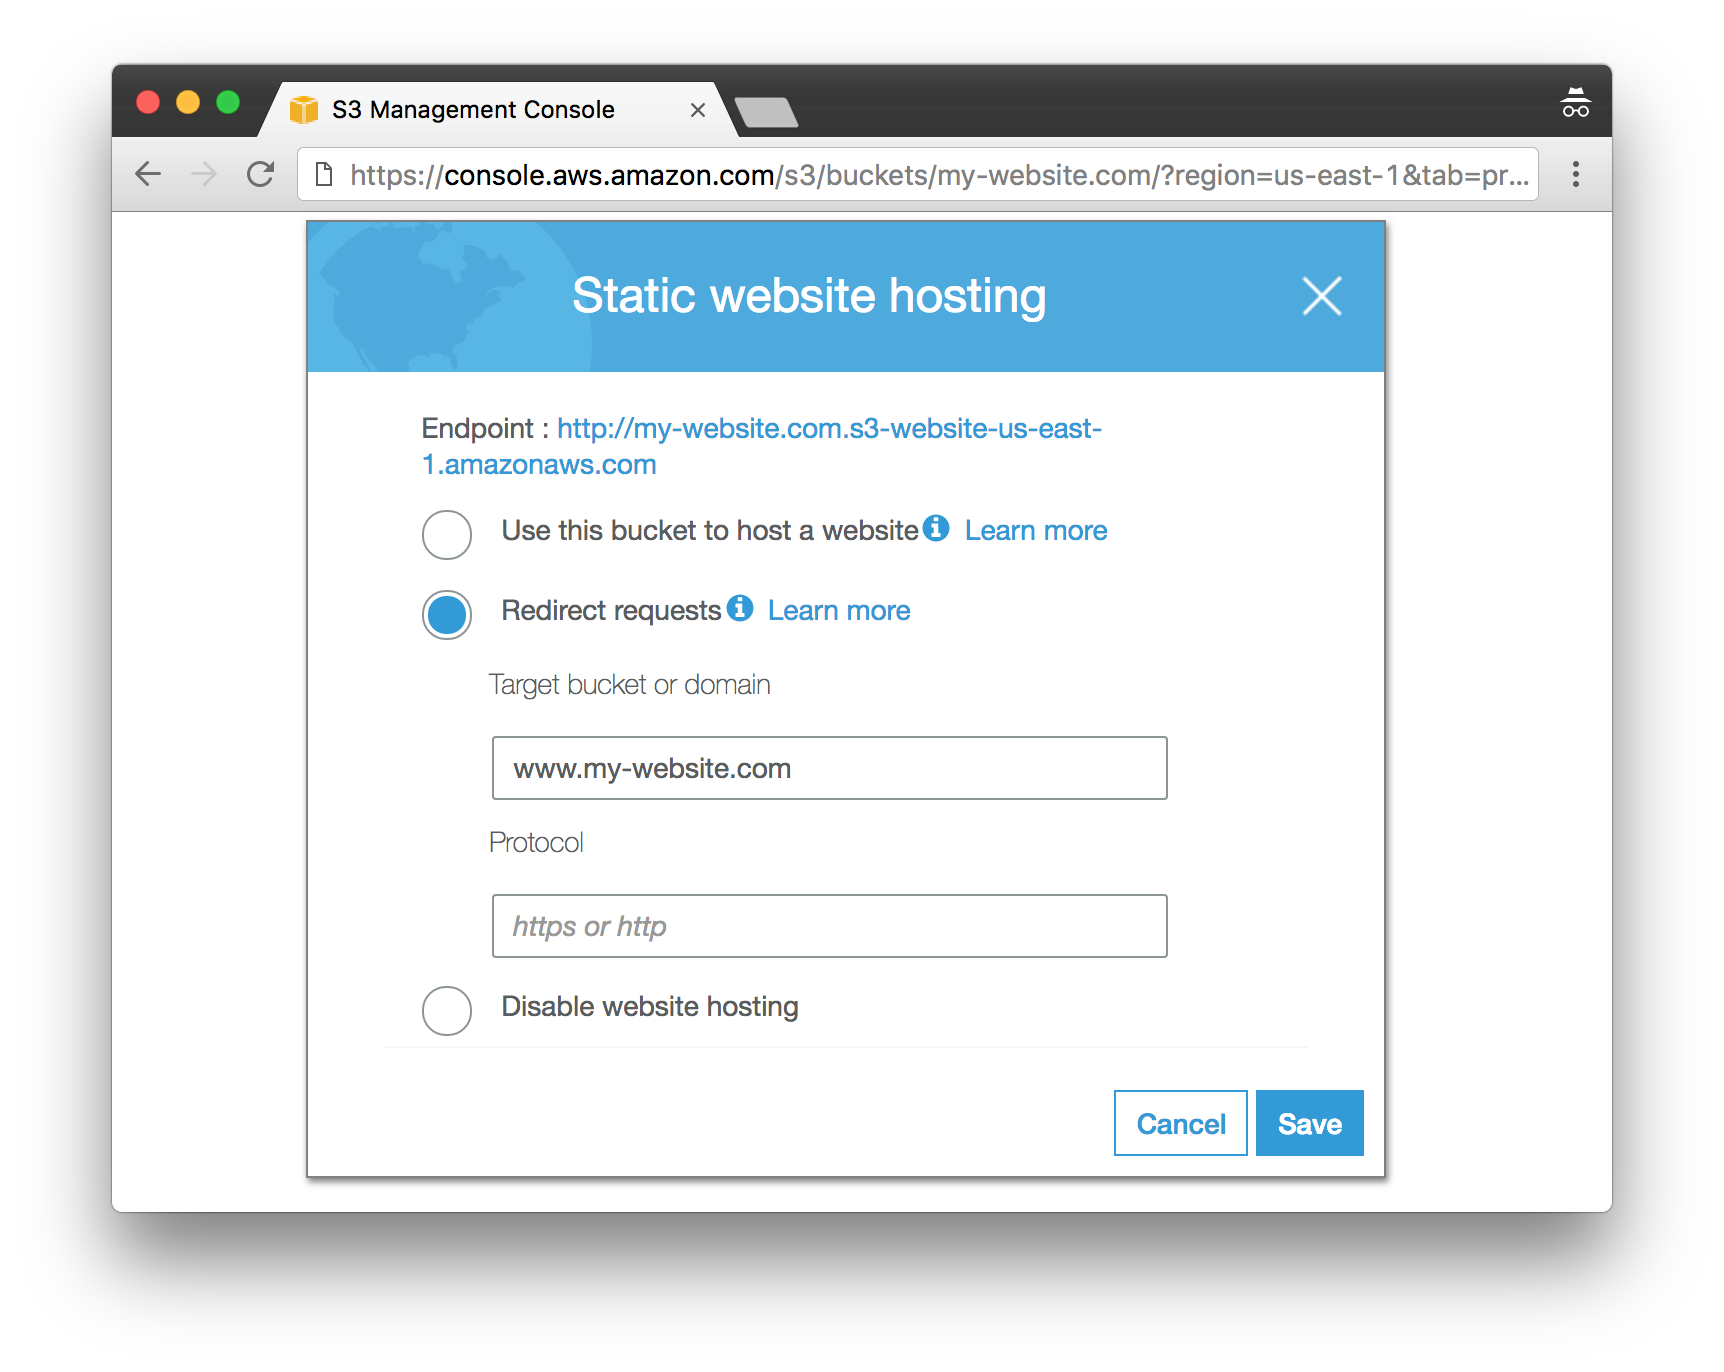 S3 Management Console
https://console.aws.amazon.com/s3/buckets/my-website.com/?region=us-east-1&tab=pr...
Static website hosting
Endpoint : http://my-website.com.s3-website-us-east-
1.amazonaws.com
Use this bucket to host a website Learn more
Redirect requests Learn more
Target bucket or domain
www.my-website.com
Protocol
https or http
Disable website hosting
Cancel Save